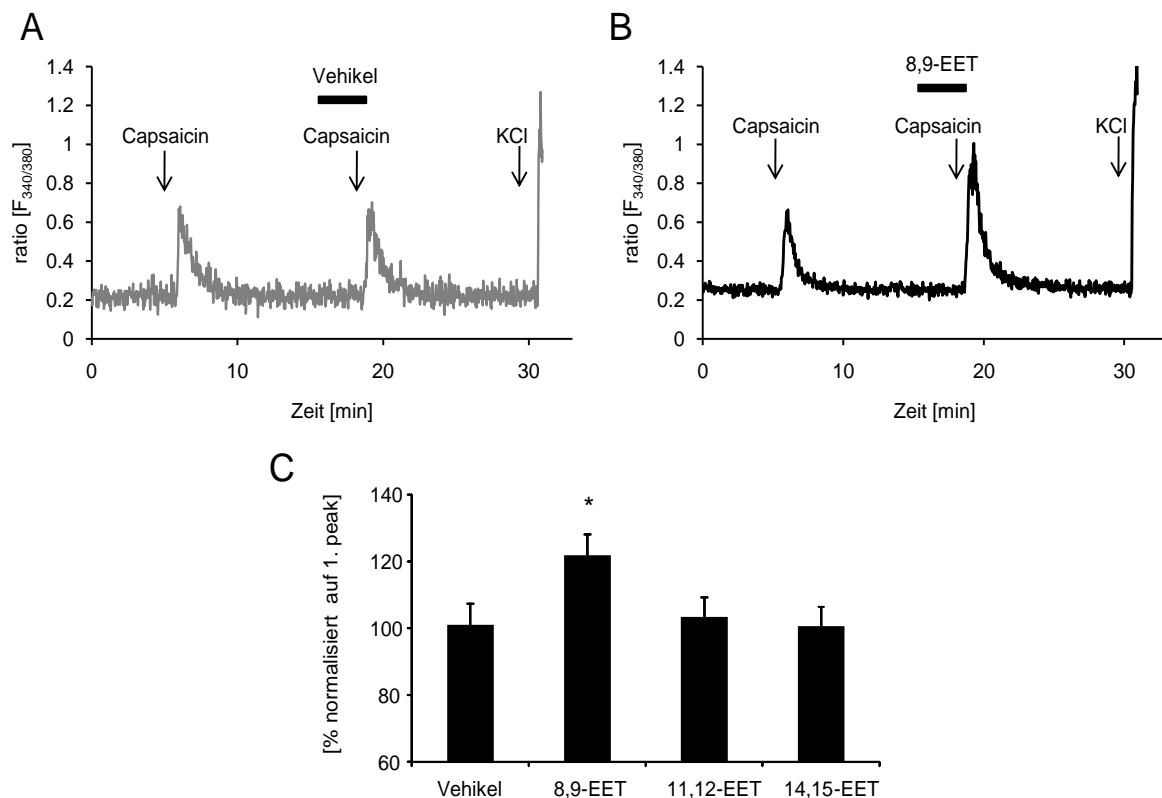 A
Vehikel
Capsaicin
Capsaicin
KCl
ratio [F340/380]
1.4
1.2
1
0.8
0.6
0.4
0.2
0
0
10
20
30
Zeit [min]
B
8,9-EET
Capsaicin
Capsaicin
KCl
ratio [F340/380]
1.4
1.2
1
0.8
0.6
0.4
0.2
0
0
10
20
30
Zeit [min]
C
[% normalisiert auf 1. peak]
140
120
100
80
60
*
Vehikel
8,9-EET
11,12-EET
14,15-EET